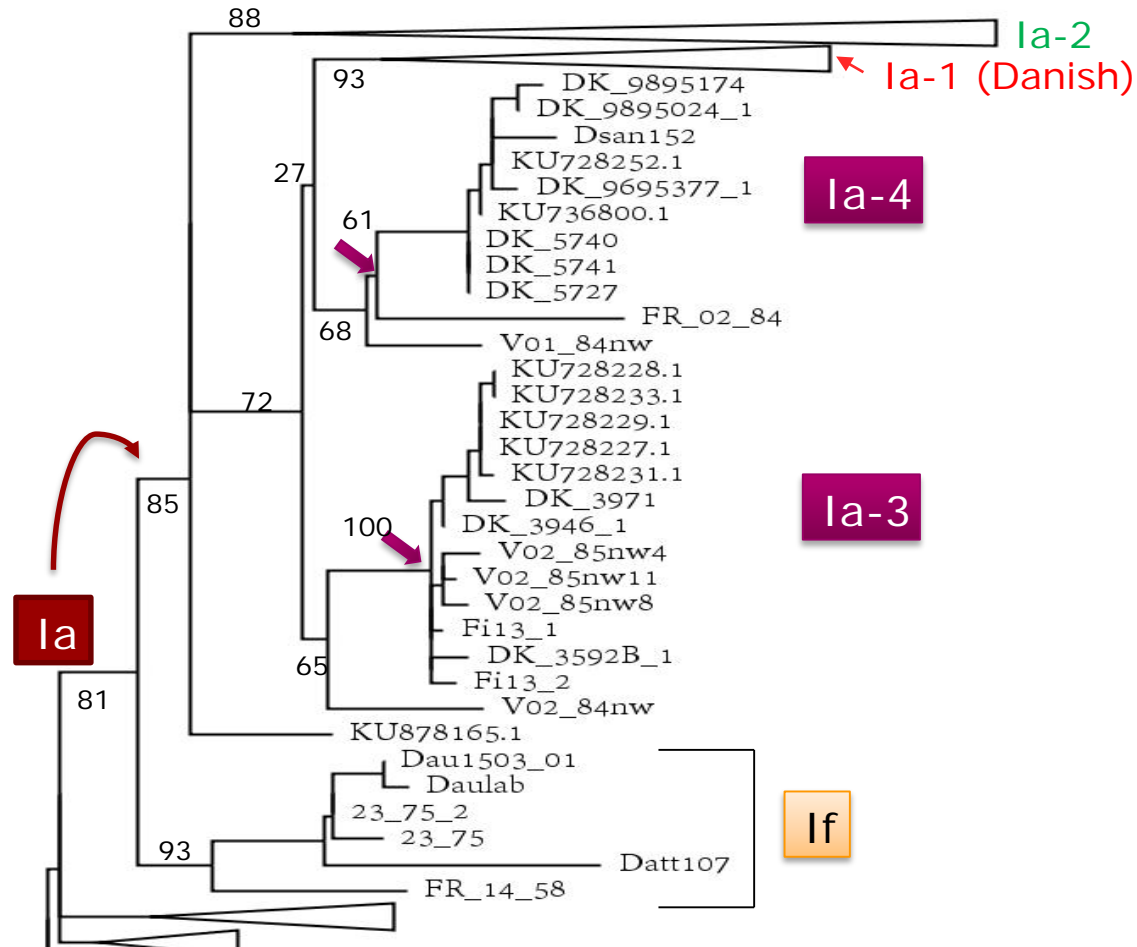 88
Ia-2
93
Ia-1 (Danish)
DK_9895174
DK_9895024_1
Dsan152
KU728252.1
27
DK_9695377_1
Ia-4
KU736800.1
61
DK_5740
DK_5741
DK_5727
FR_02_84
68
V01_84nw
KU728228.1
KU728233.1
72
KU728229.1
KU728227.1
KU728231.1
85
DK_3971
Ia-3
100
DK_3946_1
V02_85nw4
V02_85nw11
V02_85nw8
Ia
Fi13_1
DK_3592B_1
65
Fi13_2
81
V02_84nw
KU878165.1
Dau1503_01
Daulab
23_75_2
If
23_75
93
Datt107
FR_14_58